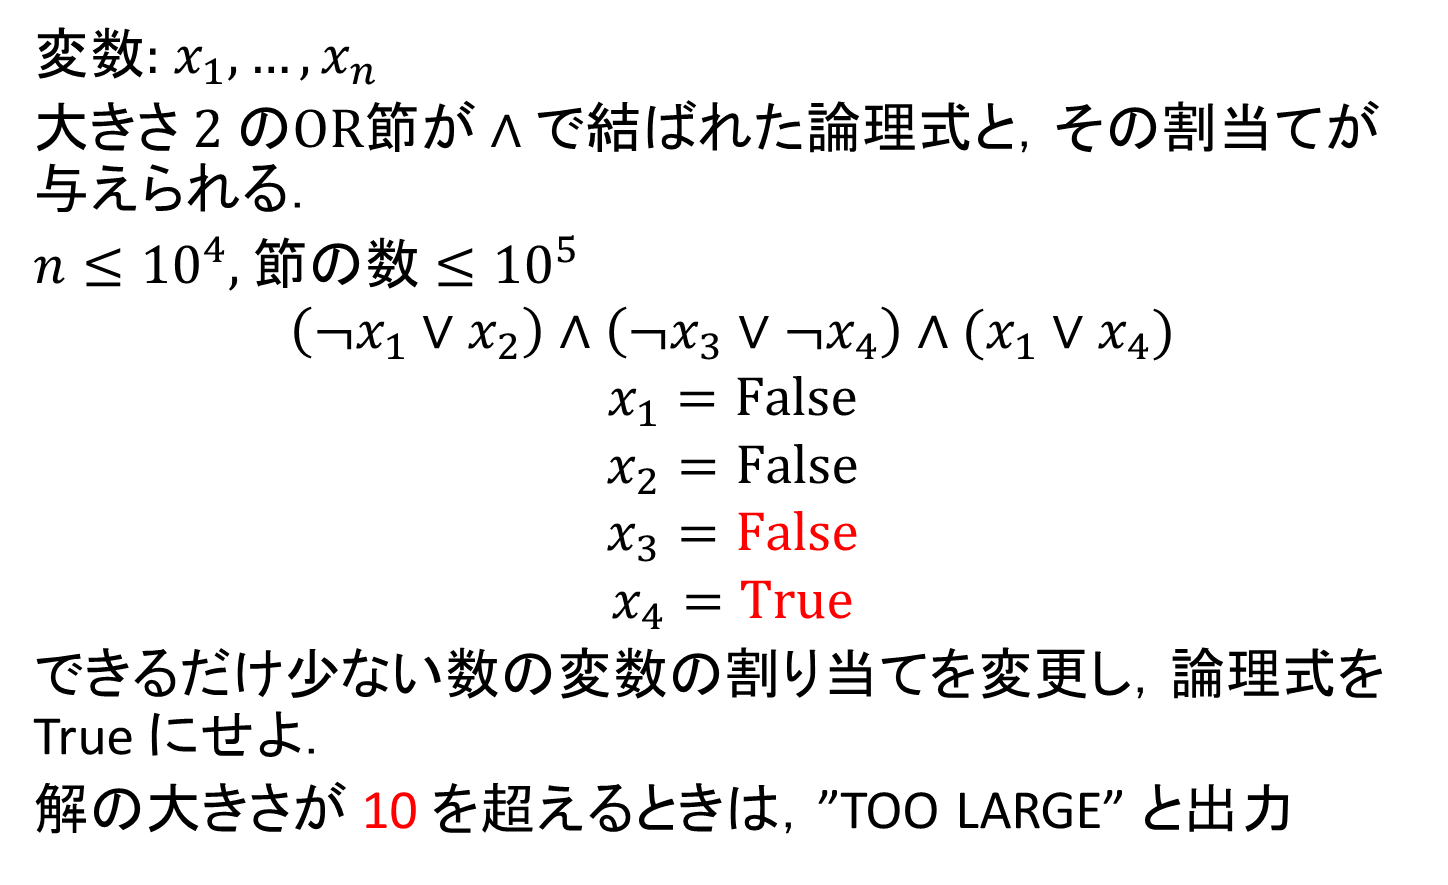 変数: x₁, … , xₙ
大きさ 2 のOR節が ∧ で結ばれた論理式と, その割当てが
与えられる.
n ≤ 10⁴, 節の数 ≤ 10⁵
(¬x₁ ∨ x₂) ∧ (¬x₃ ∨ ¬x₄) ∧ (x₁ ∨ x₄)
x₁ = False
x₂ = False
x₃ = False
x₄ = True
できるだけ少ない数の変数の割り当てを変更し, 論理式を
True にせよ.
解の大きさが 10 を超えるときは, ”TOO LARGE” と出力